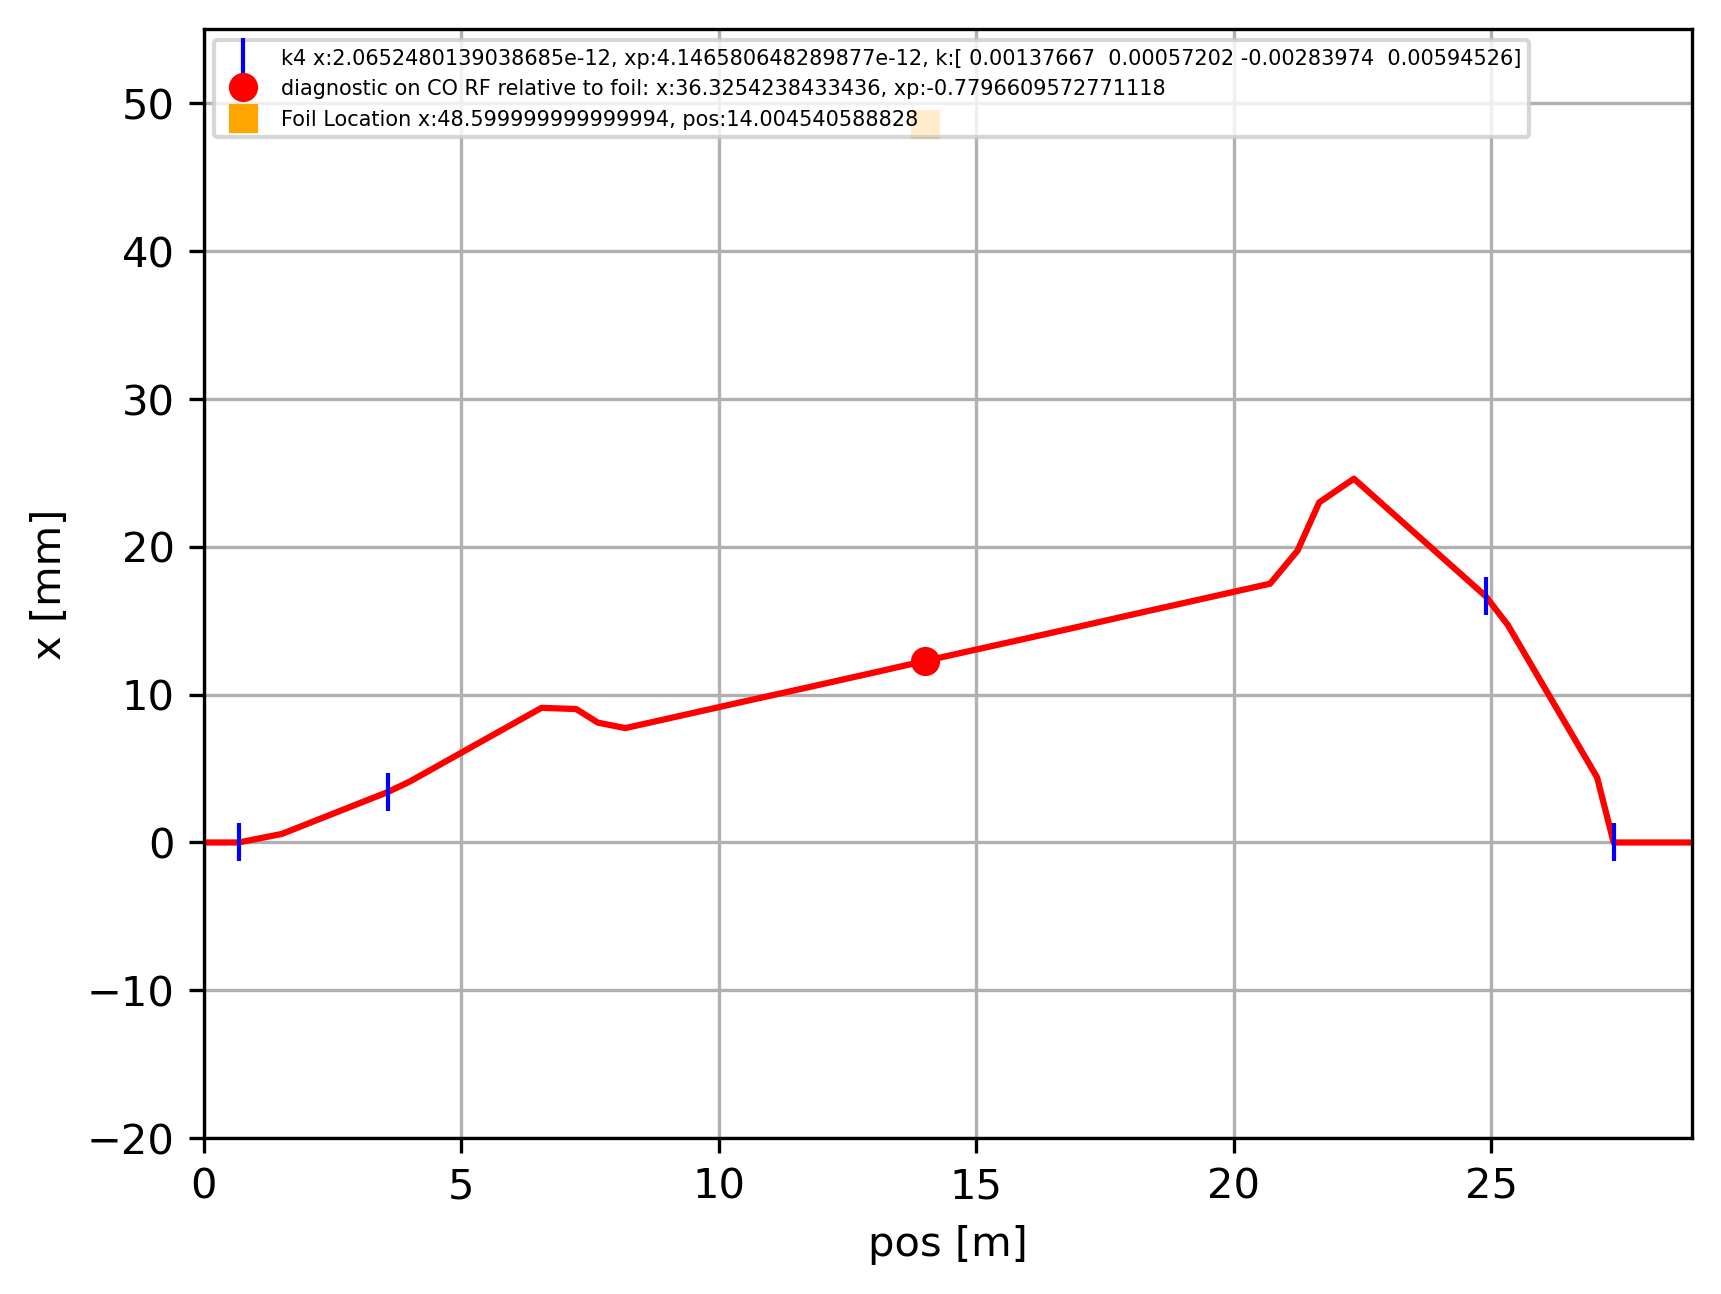 k4 x:2.0652480139038685e-12, xp:4.146580648289877e-12, k:[ 0.00137667  0.00057202 -0.00283974  0.00594526]
diagnostic on CO RF relative to foil: x:36.3254238433436, xp:-0.7796609572771118
Foil Location x:48.599999999999994, pos:14.004540588828
50
40
30
20
10
0
−10
−20
x [mm]
0 5 10 15 20 25
pos [m]